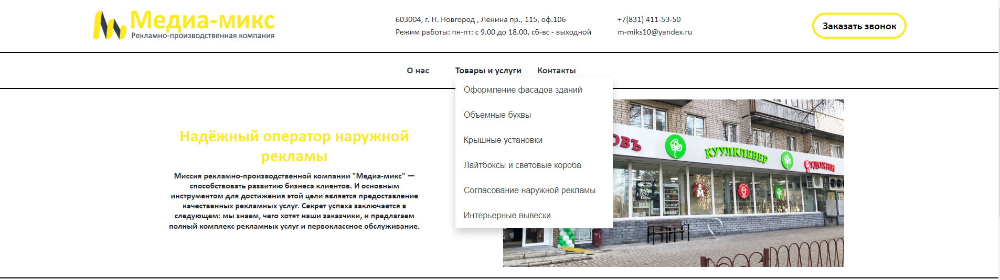 Медиа-микс
Рекламно-производственная компания
603004, г. Н. Новгород , Ленина пр., 115, оф.106
Режим работы: пн-пт: с 9.00 до 18.00, сб-вс - выходной
+7(831) 411-53-50
m-miks10@yandex.ru
Заказать звонок
О нас
Товары и услуги
Контакты
Оформление фасадов зданий
Объемные буквы
Крышные установки
Лайтбоксы и световые короба
Согласование наружной рекламы
Интерьерные вывески
Надёжный оператор наружной
рекламы
Миссия рекламно-производственной компании "Медиа-микс" —
способствовать развитию бизнеса клиентов. И основным
инструментом для достижения этой цели является предоставление
качественных рекламных услуг. Секрет успеха заключается в
следующем: мы знаем, чего хотят наши заказчики, и предлагаем
полный комплекс рекламных услуг и первоклассное обслуживание.
ОВЪ
КУУЛКЛЕВЕР
ОТДОХНИ